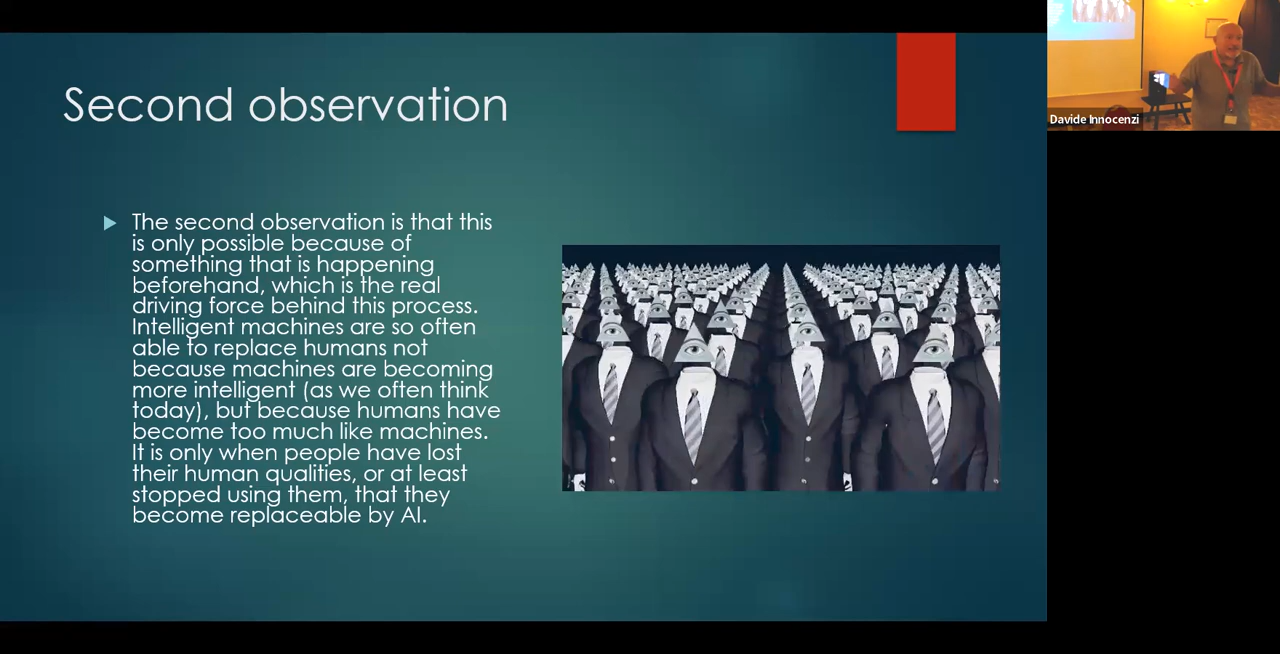 Second observation
The second observation is that this
is only possible because of
something that is happening
beforehand, which is the real
driving force behind this process.
Intelligent machines are so often
able to replace humans not
because machines are becoming
more intelligent (as we often think
today), but because humans have
become too much like machines.
It is only when people have lost
their human qualities, or at least
stopped using them, that they
become replaceable by AI.
Davide Innocenzi